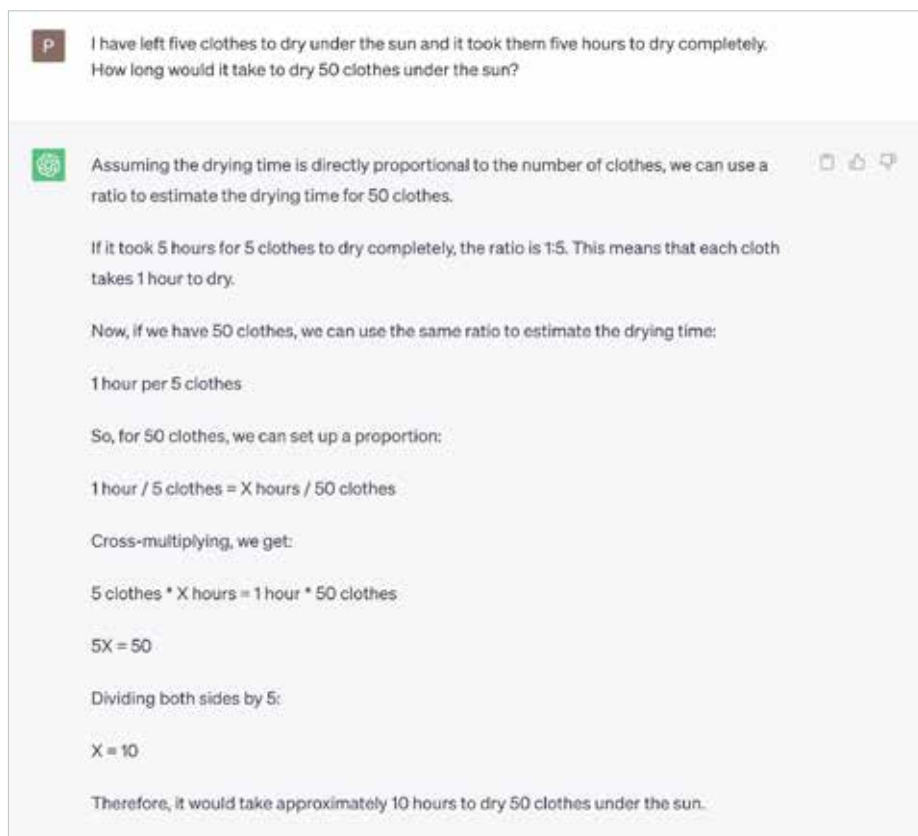 P
I have left five clothes to dry under the sun and it took them five hours to dry completely.
How long would it take to dry 50 clothes under the sun?
Assuming the drying time is directly proportional to the number of clothes, we can use a
ratio to estimate the drying time for 50 clothes.
If it took 5 hours for 5 clothes to dry completely, the ratio is 1:5. This means that each cloth
takes 1 hour to dry.
Now, if we have 50 clothes, we can use the same ratio to estimate the drying time:
1 hour per 5 clothes
So, for 50 clothes, we can set up a proportion:
1 hour / 5 clothes = X hours / 50 clothes
Cross-multiplying, we get:
5 clothes * X hours = 1 hour * 50 clothes
5X = 50
Dividing both sides by 5:
X = 10
Therefore, it would take approximately 10 hours to dry 50 clothes under the sun.